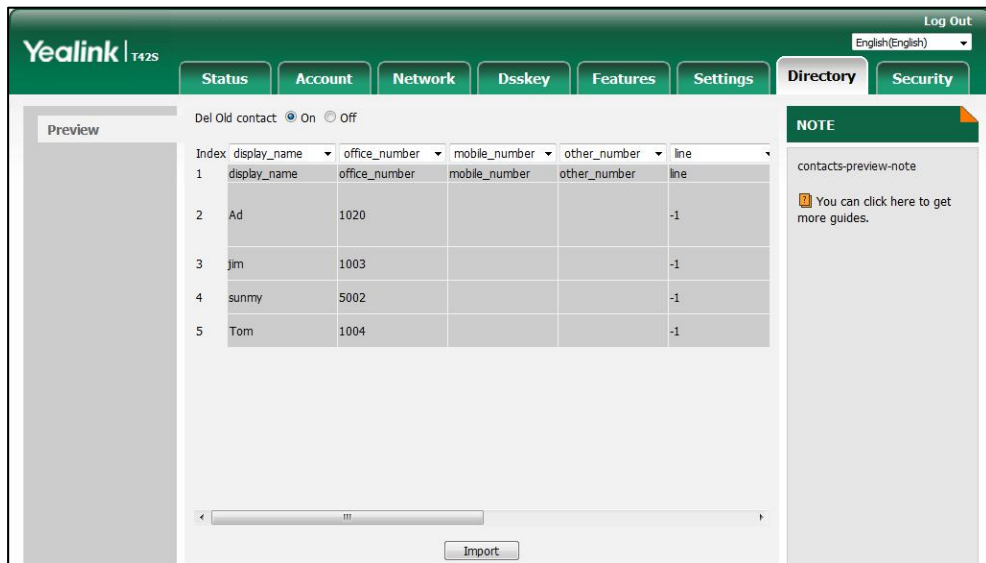 Log Out
Yealink T42S
English(English)
Status Account Network Dsskey Features Settings Directory Security
Preview
Del Old contact On Off
NOTE
Index display_name office_number mobile_number other_number line
1 display_name office_number mobile_number other_number line
contacts-preview-note
2 Ad 1020 -1
? You can click here to get
more guides.
3 jim 1003 -1
4 sunmy 5002 -1
5 Tom 1004 -1
Import